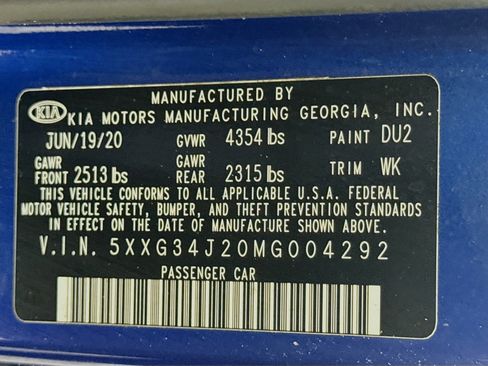 MANUFACTURED BY
KIA KIA MOTORS MANUFACTURING GEORGIA, INC.
JUN/19/20 GVWR 4354 lbs PAINT DU2
GAWR FRONT 2513 lbs GAWR REAR 2315 lbs TRIM WK
THIS VEHICLE CONFORMS TO ALL APPLICABLE U.S.A. FEDERAL
MOTOR VEHICLE SAFETY, BUMPER, AND THEFT PREVENTION STANDARDS
IN EFFECT ON THE DATE OF MANUFACTURE SHOWN ABOVE.
V.I.N. 5XXG34J20MG004292
PASSENGER CAR